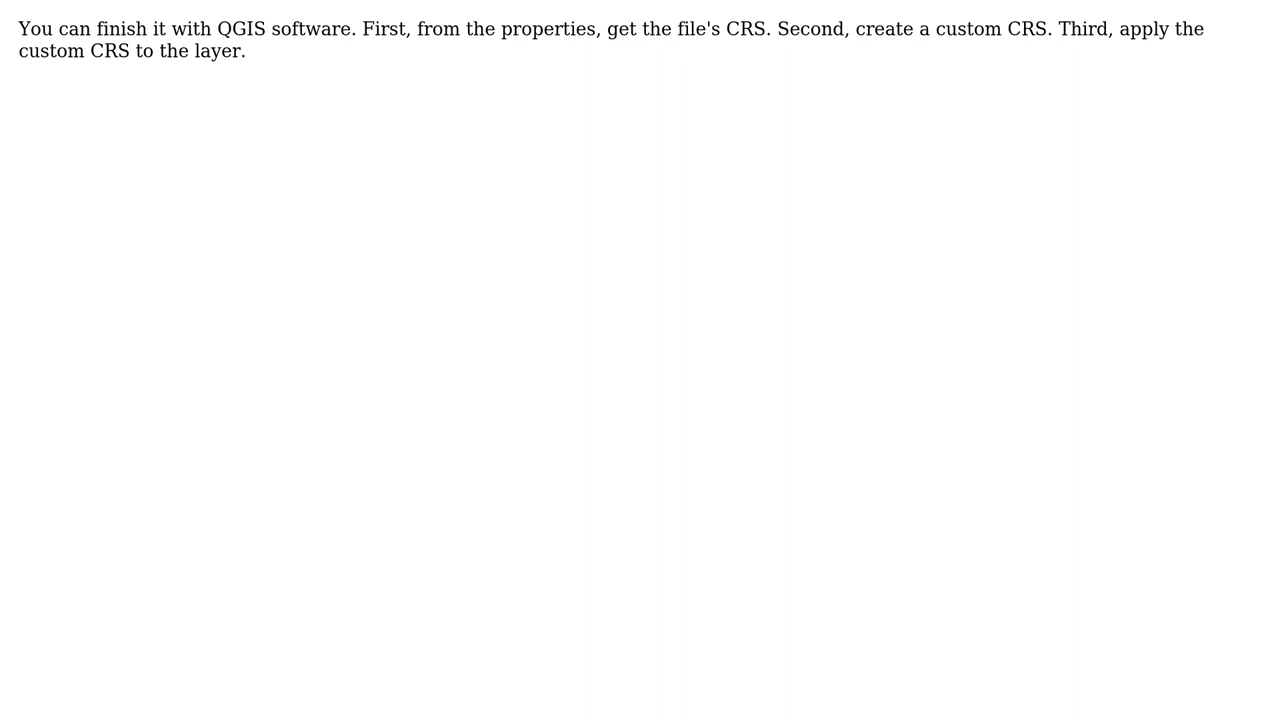 You can finish it with QGIS software. First, from the properties, get the file's CRS. Second, create a custom CRS. Third, apply the
custom CRS to the layer.